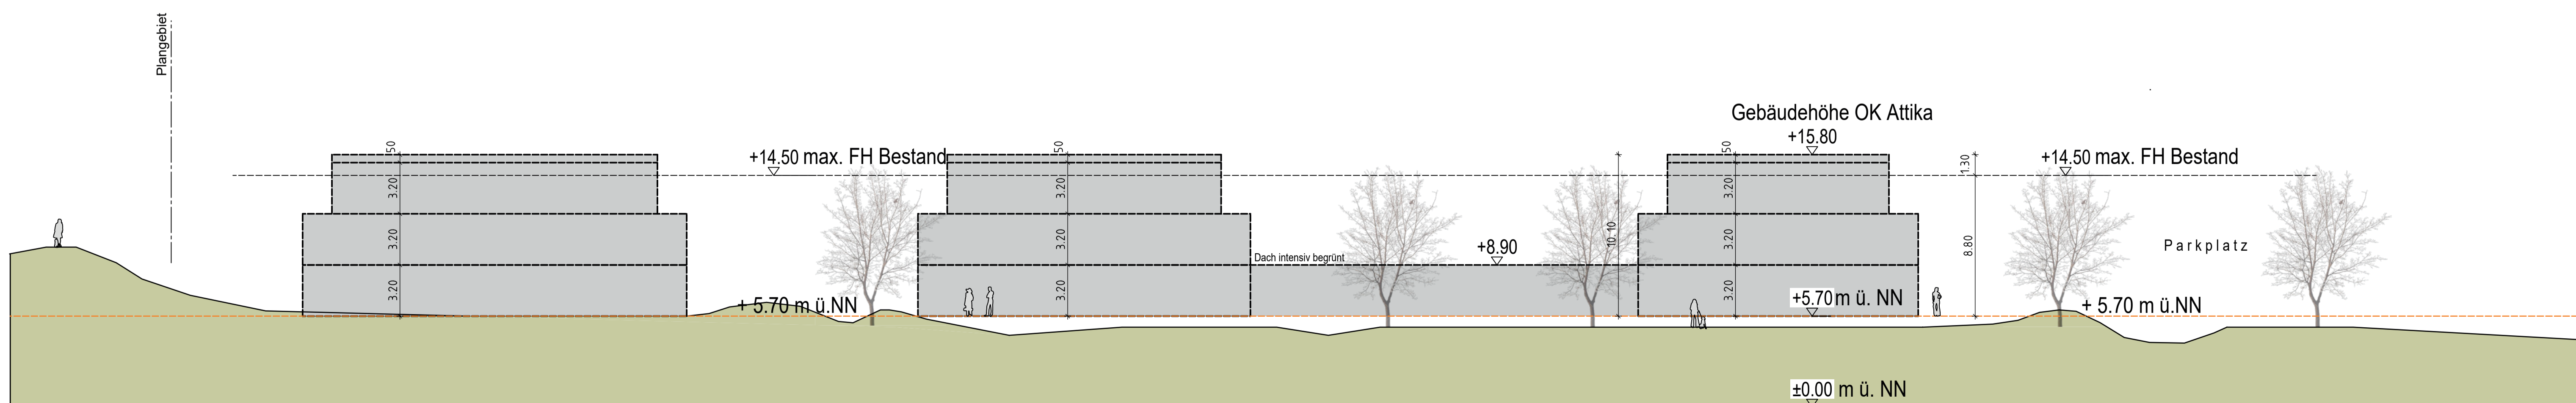 Plangebiet
50
3.20
3.20
3.20
+14.50 max. FH Bestand
+ 5.70 m ü.NN
50
3.20
3.20
3.20
Dach intensiv begrünt
+8.90
10.10
Gebäudehöhe OK Attika
+15.80
50
3.20
3.20
3.20
+5.70 m ü. NN
±0.00 m ü. NN
1.30
8.80
+14.50 max. FH Bestand
Parkplatz
+ 5.70 m ü.NN